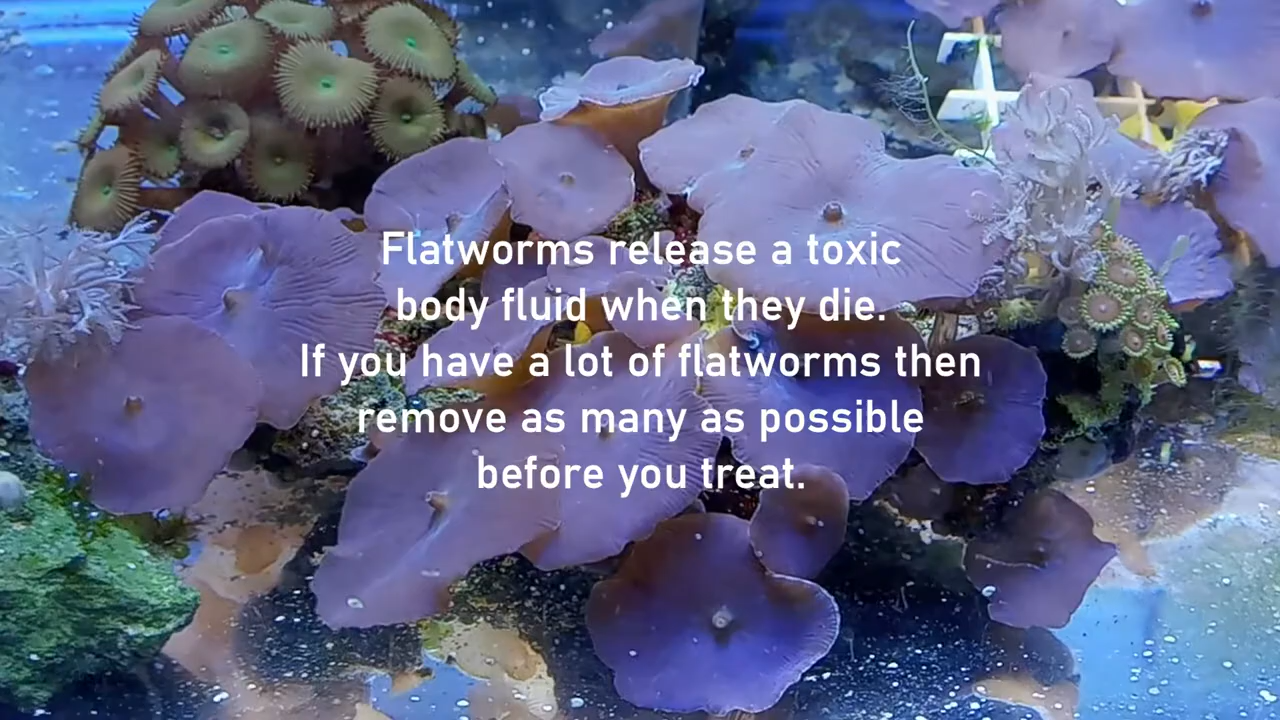 Flatworms release a toxic
body fluid when they die.
If you have a lot of flatworms then
remove as many as possible
before you treat.